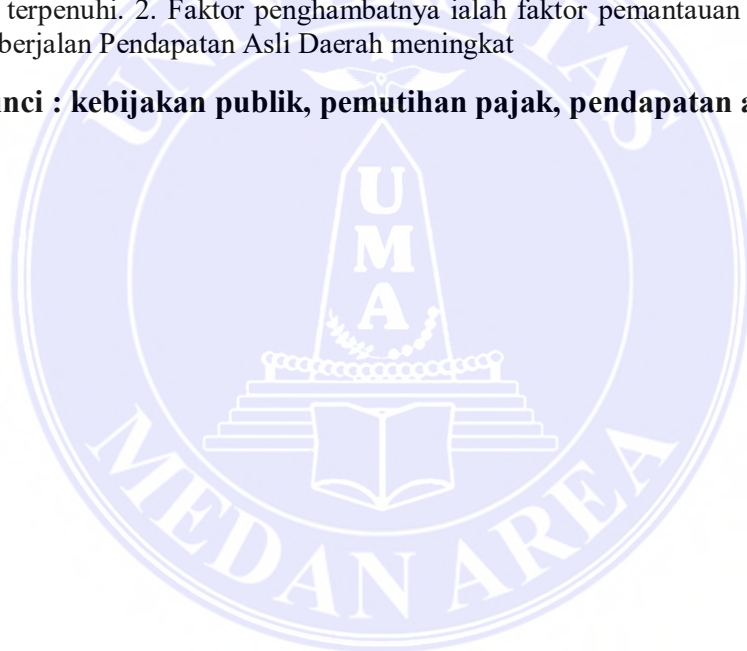 terpenuhi. 2. Faktor penghambatnya ialah faktor pemantauan
berjalan Pendapatan Asli Daerah meningkat
nci : kebijakan publik, pemutihan pajak, pendapatan a
UMA
MEDAN AREA